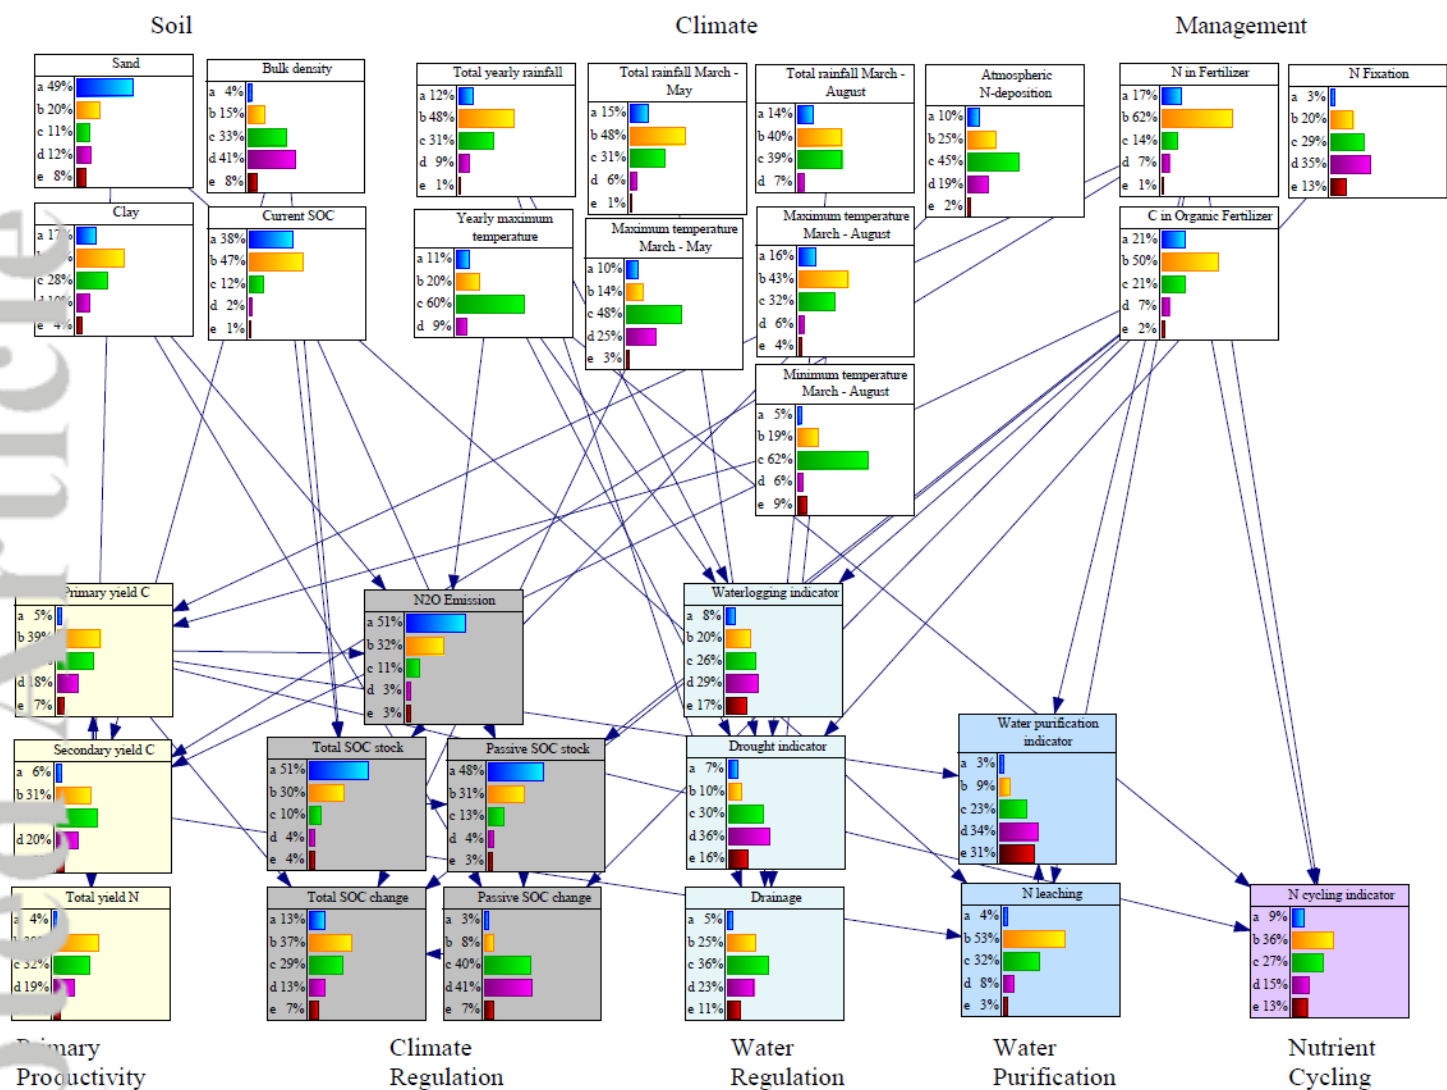 Soil
Climate
Management
Sand
a 49%
b 20%
c 11%
d 12%
e 8%
Bulk density
a 4%
b 15%
c 33%
d 41%
e 8%
Total yearly rainfall
a 12%
b 48%
c 31%
d 9%
e 1%
Total rainfall March -
May
a 15%
b 48%
c 31%
d 6%
e 1%
Total rainfall March -
August
a 14%
b 40%
c 39%
d 7%
Atmospheric
N-deposition
a 10%
b 25%
c 45%
d 19%
e 2%
N in Fertilizer
a 17%
b 62%
c 14%
d 7%
e 1%
N Fixation
a 3%
b 20%
c 29%
d 35%
e 13%
Clay
a 17%
c 28%
d 10%
e 4%
Current SOC
a 38%
b 47%
c 12%
d 2%
e 1%
Yearly maximum
temperature
a 11%
b 20%
c 60%
d 9%
Maximum temperature
March - May
a 10%
b 14%
c 48%
d 25%
e 3%
Maximum temperature
March - August
a 16%
b 43%
c 32%
d 6%
e 4%
C in Organic Fertilizer
a 21%
b 50%
c 21%
d 7%
e 2%
Minimum temperature
March - August
a 5%
b 19%
c 62%
d 6%
e 9%
Primary yield C
a 5%
b 39%
d 18%
e 7%
N2O Emission
a 51%
b 32%
c 11%
d 3%
e 3%
Waterlogging indicator
a 8%
b 20%
c 26%
d 29%
e 17%
Secondary yield C
a 6%
b 31%
d 20%
Total SOC stock
a 51%
b 30%
c 10%
d 4%
e 4%
Passive SOC stock
a 48%
b 31%
c 13%
d 4%
e 3%
Drought indicator
a 7%
b 10%
c 30%
d 36%
e 16%
Water purification
indicator
a 3%
b 9%
c 23%
d 34%
e 31%
Total yield N
a 4%
c 32%
d 19%
Total SOC change
a 13%
b 37%
c 29%
d 13%
e 7%
Passive SOC change
a 3%
b 8%
c 40%
d 41%
e 7%
Drainage
a 5%
b 25%
c 36%
d 23%
e 11%
N leaching
a 4%
b 53%
c 32%
d 8%
e 3%
N cycling indicator
a 9%
b 36%
c 27%
d 15%
e 13%
Primary
Productivity
Climate
Regulation
Water
Regulation
Water
Purification
Nutrient
Cycling